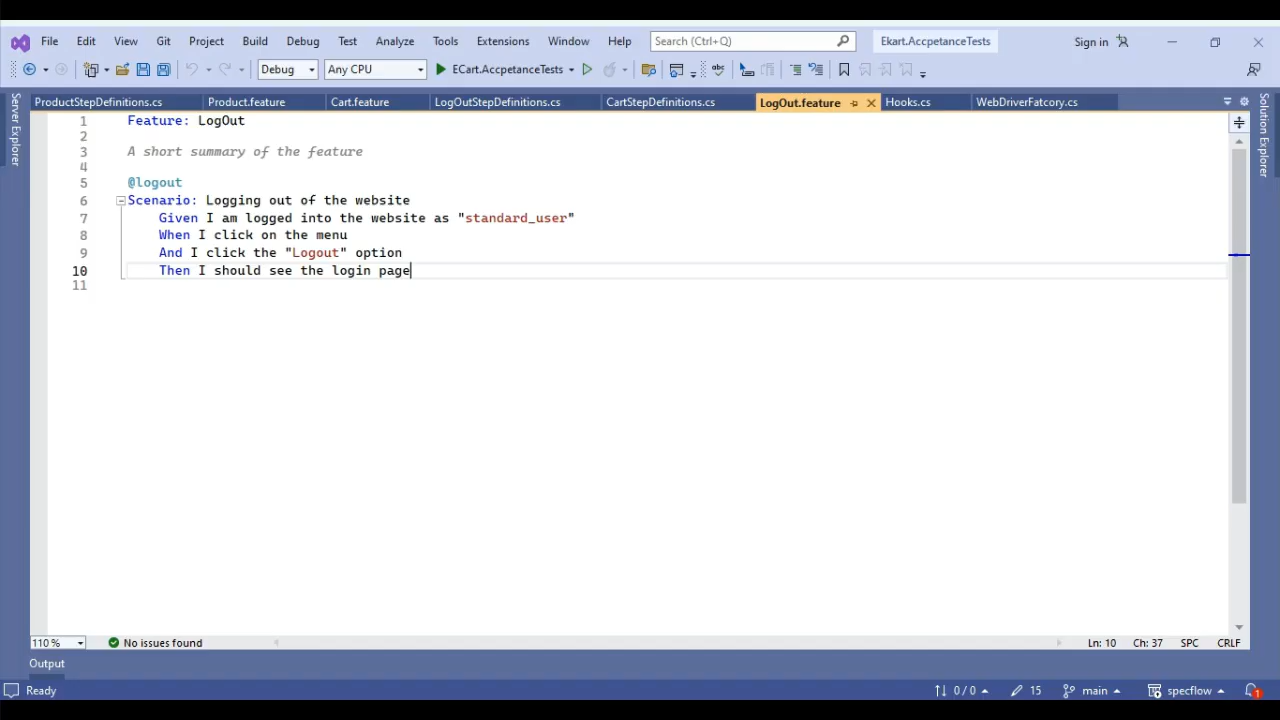 File Edit View Git Project Build Debug Test Analyze Tools Extensions Window Help Search (Ctrl+Q) Ekart.AccpetanceTests Sign in
Debug Any CPU ECart.AccpetanceTests
ProductStepDefinitions.cs Product.feature Cart.feature LogOutStepDefinitions.cs CartStepDefinitions.cs LogOut.feature Hooks.cs WebDriverFatcory.cs
Server Explorer
Solution Explorer
1 Feature: LogOut
2
3 A short summary of the feature
4
5 @logout
6 Scenario: Logging out of the website
7 Given I am logged into the website as "standard_user"
8 When I click on the menu
9 And I click the "Logout" option
10 Then I should see the login page
11
110 % No issues found Ln: 10 Ch: 37 SPC CRLF
Output
Ready 0 / 0 15 main specflow 1